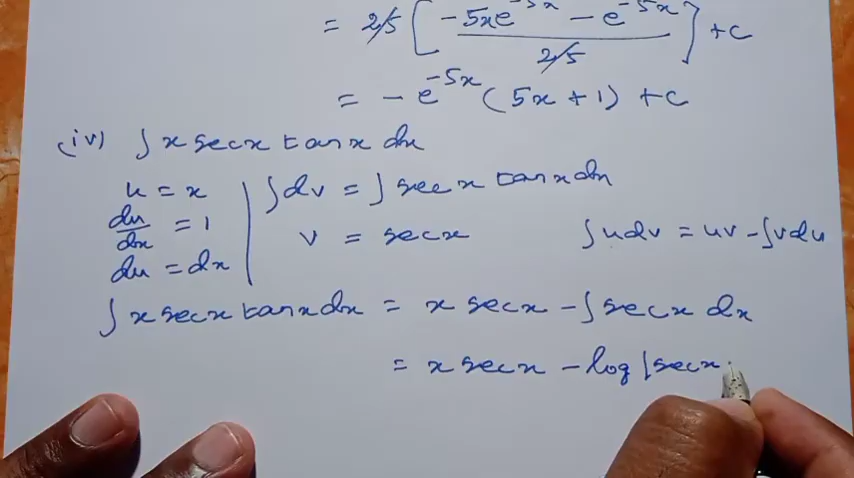 = 2/5 [ (-5xe^-5x - e^-5x) / (2/5) ] + c
= - e^-5x (5x + 1) + c
(iv) ∫ x secx tanx dx
u = x | ∫dv = ∫ secx tanx dx
du/dx = 1 | v = secx ∫udv = uv - ∫vdu
du = dx
∫ x secx tanx dx = x secx - ∫ secx dx
= x secx - log |secx